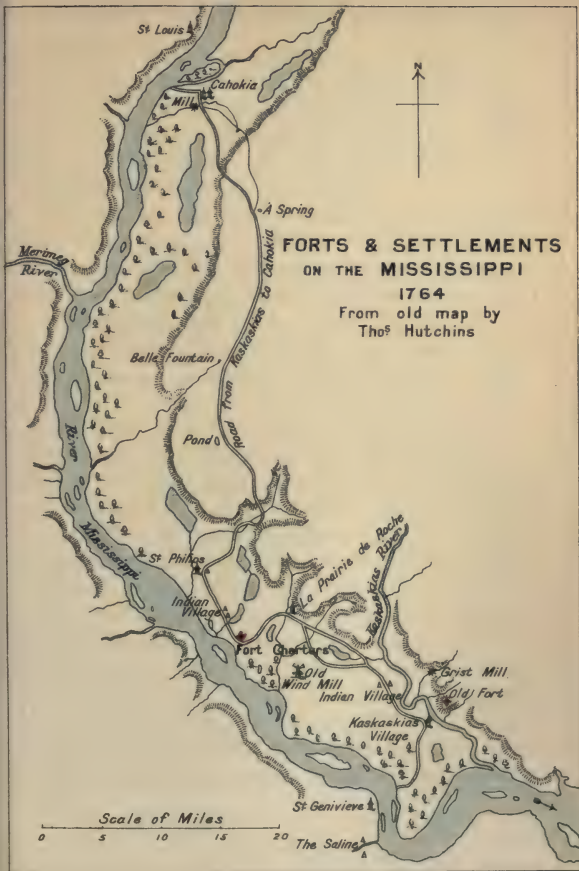 St Louis
Cahokia
Mill
N
A Spring
FORTS & SETTLEMENTS
ON THE MISSISSIPPI
1764
From old map by
Thos Hutchins
Merimeg
River
Road from Kaskaskias to Cahokia
Belle Fountain
Pond
River
Mississippi
St Philips
La Prairie de Roche
Kaskaskias
River
Indian
Village
Fort Charters
Old
Wind Mill
Grist Mill
Indian Village
Old Fort
Kaskaskias
Village
St Genivieve
Scale of Miles
0 5 10 15 20
The Saline